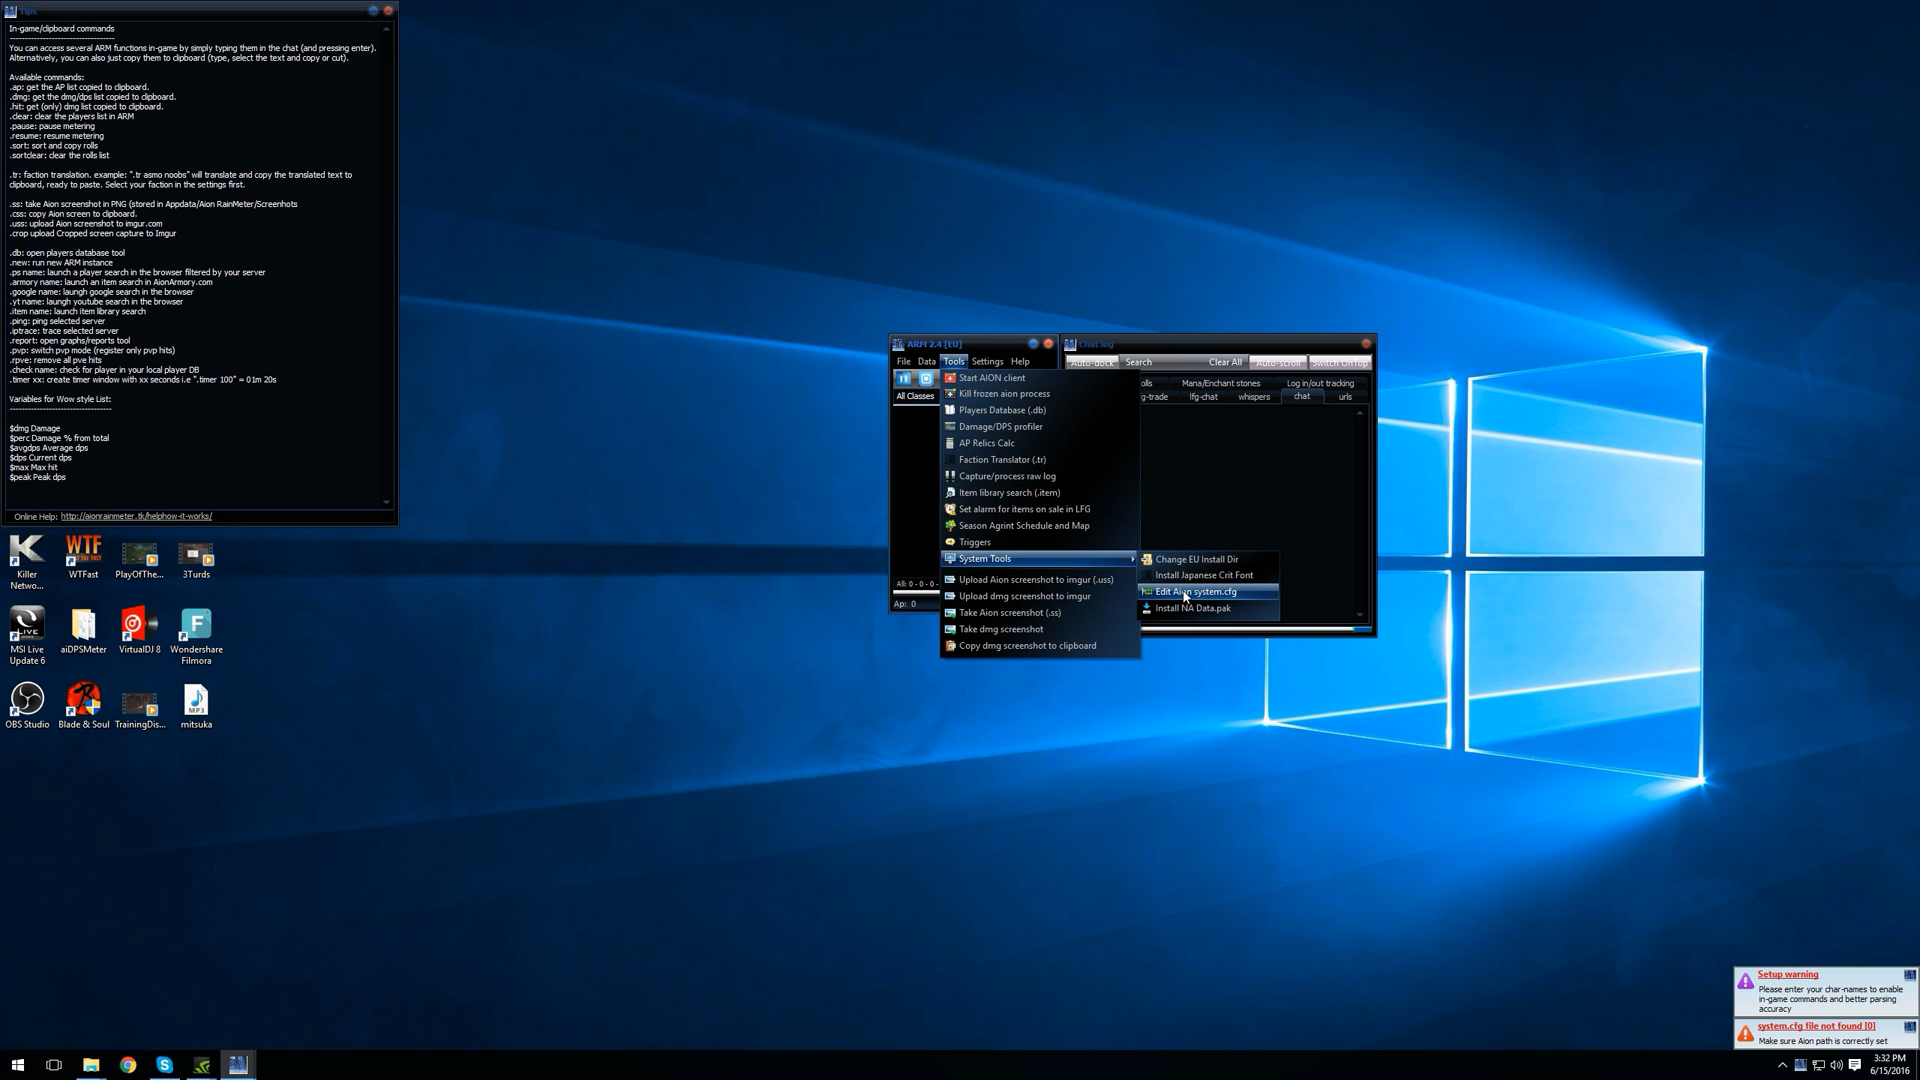 Tips
In-game/clipboard commands
----------------------------------
You can access several ARM functions in-game by simply typing them in the chat (and pressing enter).
Alternatively, you can also just copy them to clipboard (type, select the text and copy or cut).
Available commands:
.ap: get the AP list copied to clipboard.
.dmg: get the dmg/dps list copied to clipboard.
.hit: get (only) dmg list copied to clipboard.
.clear: clear the players list in ARM
.pause: pause metering
.resume: resume metering
.sort: sort and copy rolls
.sortclear: clear the rolls list
.tr: faction translation. example: ".tr asmo noobs" will translate and copy the translated text to
clipboard, ready to paste. Select your faction in the settings first.
.ss: take Aion screenshot in PNG (stored in Appdata/Aion RainMeter/Screenhots
.css: copy Aion screen to clipboard.
.uss: upload Aion screenshot to imgur.com
.crop upload Cropped screen capture to Imgur
.db: open players database tool
.new: run new ARM instance
.ps name: launch a player search in the browser filtered by your server
.armory name: launch an item search in AionArmory.com
.google name: laungh google search in the browser
.yt name: laungh youtube search in the browser
.item name: launch item library search
.ping: ping selected server
.iptrace: trace selected server
.report: open graphs/reports tool
.pvp: switch pvp mode (register only pvp hits)
.rpve: remove all pve hits
.check name: check for player in your local player DB
.timer xx: create timer window with xx seconds i.e ".timer 100" = 01m 20s
Variables for Wow style List:
---------------------------------
$dmg Damage
$perc Damage % from total
$avgdps Average dps
$dps Current dps
$max Max hit
$peak Peak dps
Online Help: http://aionrainmeter.tk/helphow-it-works/
Killer Netwo...
WTFast
PlayOfThe...
3Turds
MSI Live Update 6
aiDPSMeter
VirtualDJ 8
Wondershare Filmora
OBS Studio
Blade & Soul
TrainingDis...
mitsuka
ARM 2.4 [EU]
File Data Tools Settings Help
All Classes
All: 0 - 0 - 0 -
Ap: 0
Start AION client
Kill frozen aion process
Players Database (.db)
Damage/DPS profiler
AP Relics Calc
Faction Translator (.tr)
Capture/process raw log
Item library search (.item)
Set alarm for items on sale in LFG
Season Agrint Schedule and Map
Triggers
System Tools
Upload Aion screenshot to imgur (.uss)
Upload dmg screenshot to imgur
Take Aion screenshot (.ss)
Take dmg screenshot
Copy dmg screenshot to clipboard
Change EU Install Dir
Install Japanese Crit Font
Edit Aion system.cfg
Install NA Data.pak
Chat log
Auto-dock Search Clear All Auto-scroll Switch OnTop
olls Mana/Enchant stones Log in/out tracking
g-trade lfg-chat whispers chat urls
Setup warning
Please enter your char-names to enable
in-game commands and better parsing
accuracy
system.cfg file not found [0]
Make sure Aion path is correctly set
3:32 PM
6/15/2016